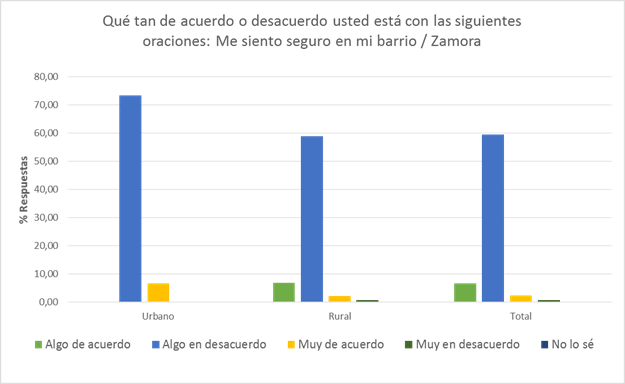 Qué tan de acuerdo o desacuerdo usted está con las siguientes
oraciones: Me siento seguro en mi barrio / Zamora
80,00
70,00
60,00
50,00
40,00
30,00
20,00
10,00
0,00
% Respuestas
Urbano Rural Total
Algo de acuerdo Algo en desacuerdo Muy de acuerdo Muy en desacuerdo No lo sé